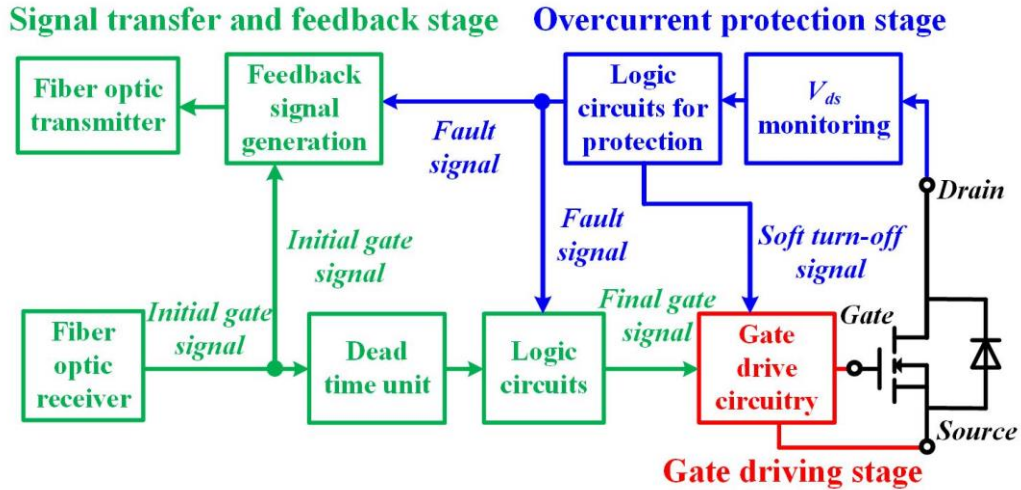 Signal transfer and feedback stage
Overcurrent protection stage
Fiber optic
transmitter
Feedback
signal
generation
Fault
signal
Logic
circuits for
protection
V_ds
monitoring
Drain
Initial gate
signal
Fault
signal
Soft turn-off
signal
Fiber
optic
receiver
Initial gate
signal
Dead
time unit
Logic
circuits
Final gate
signal
Gate
drive
circuitry
Gate
Source
Gate driving stage